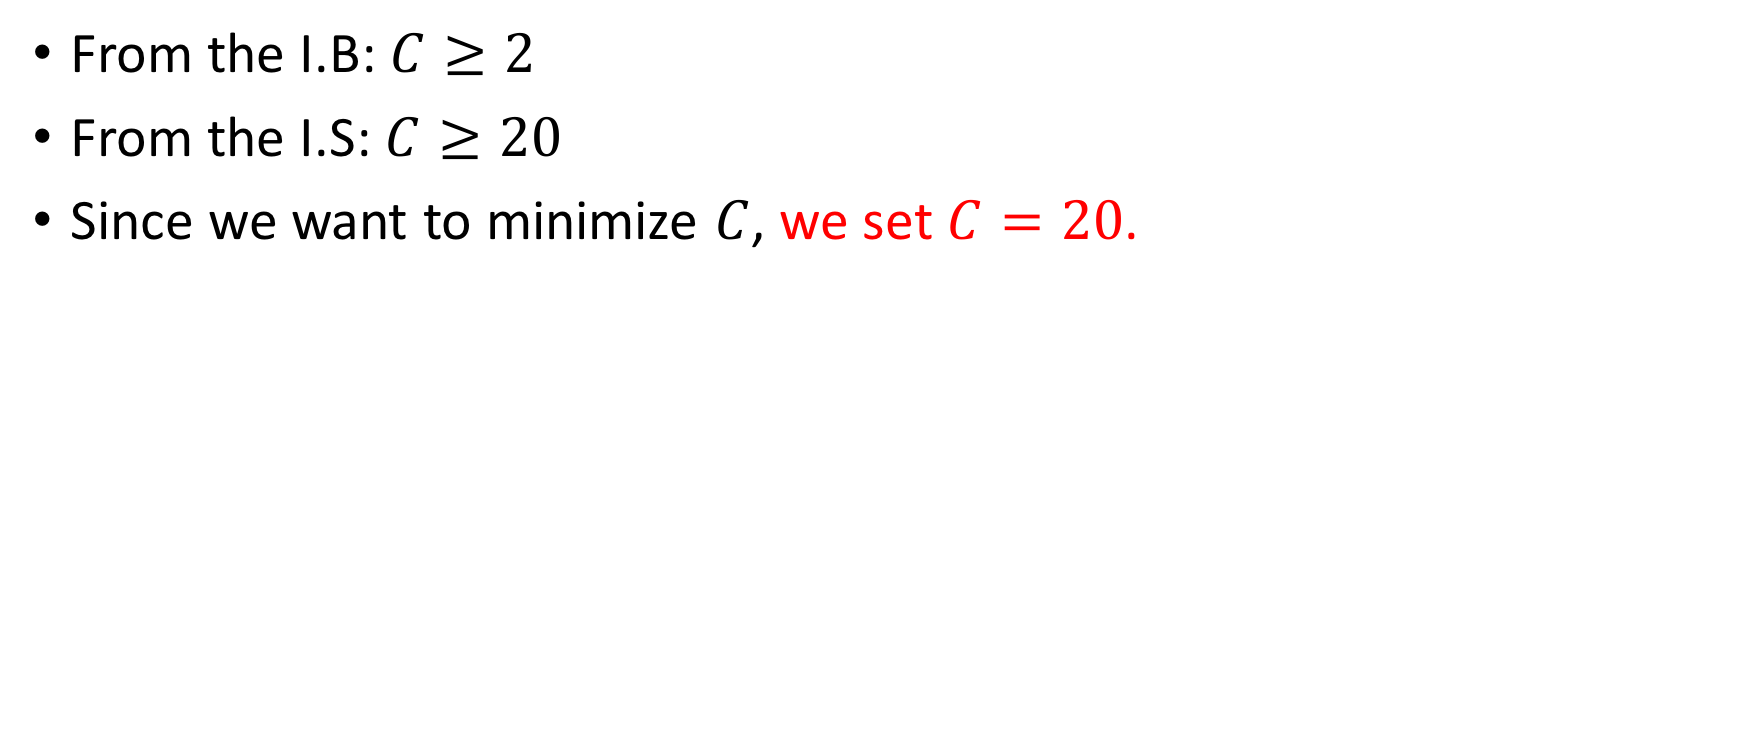 • From the I.B: 𝐶 ≥ 2
• From the I.S: 𝐶 ≥ 20
• Since we want to minimize 𝐶, we set 𝐶 = 20.